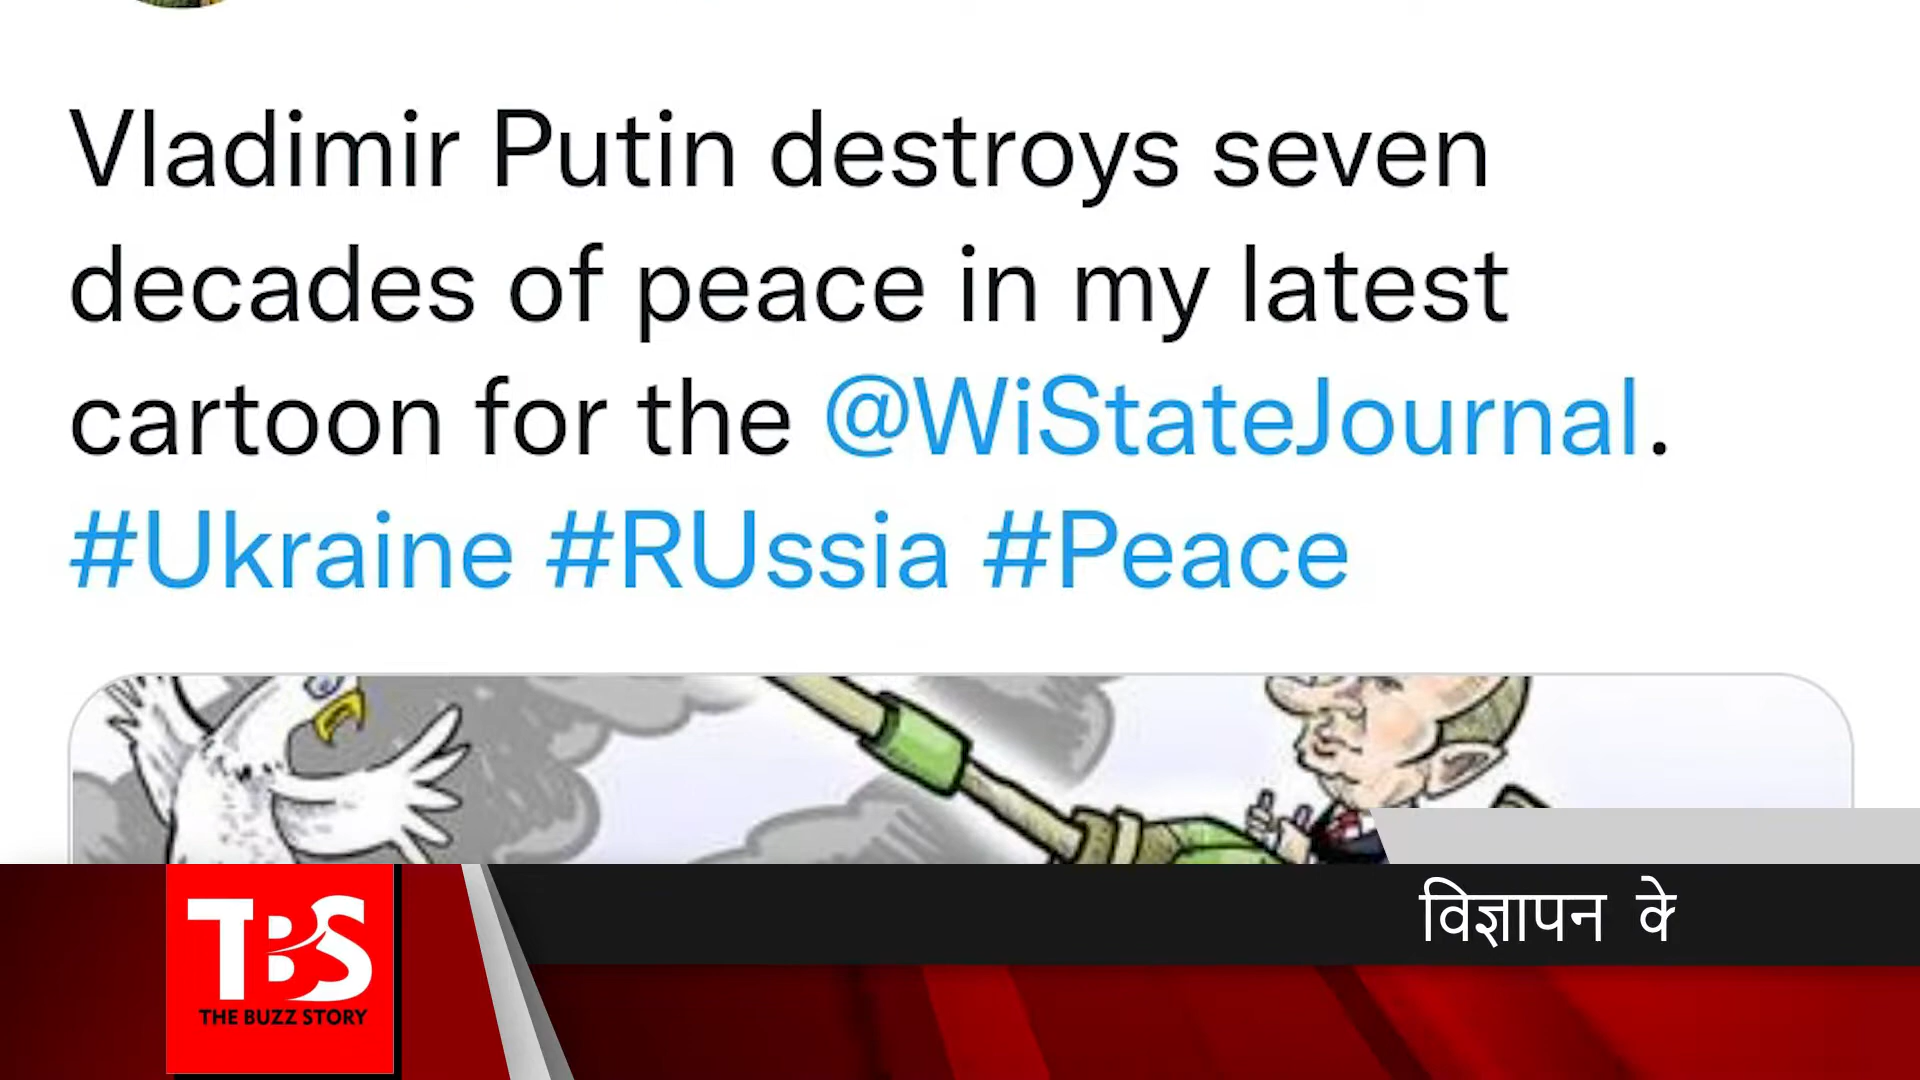 Vladimir Putin destroys seven
decades of peace in my latest
cartoon for the @WiStateJournal.
#Ukraine #RUssia #Peace
विज्ञापन के
TBS
THE BUZZ STORY